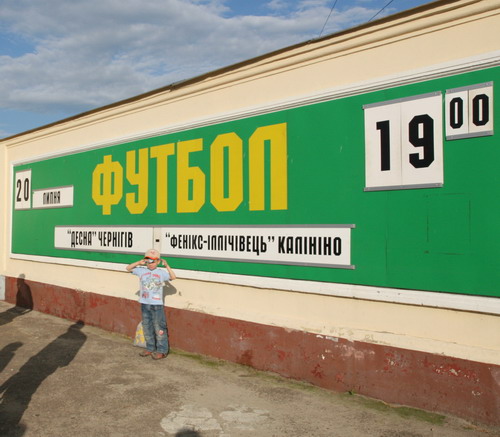 ФУТБОЛ
19 00
20 ЛИПНЯ
"ДЕСНА" ЧЕРНІГІВ "ФЕНІКС-ІЛЛІЧІВЕЦЬ" КАЛІНІНО